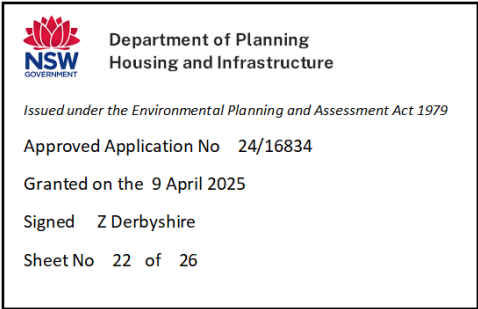 NSW
GOVERNMENT
Department of Planning
Housing and Infrastructure
Issued under the Environmental Planning and Assessment Act 1979
Approved Application No 24/16834
Granted on the 9 April 2025
Signed Z Derbyshire
Sheet No 22 of 26